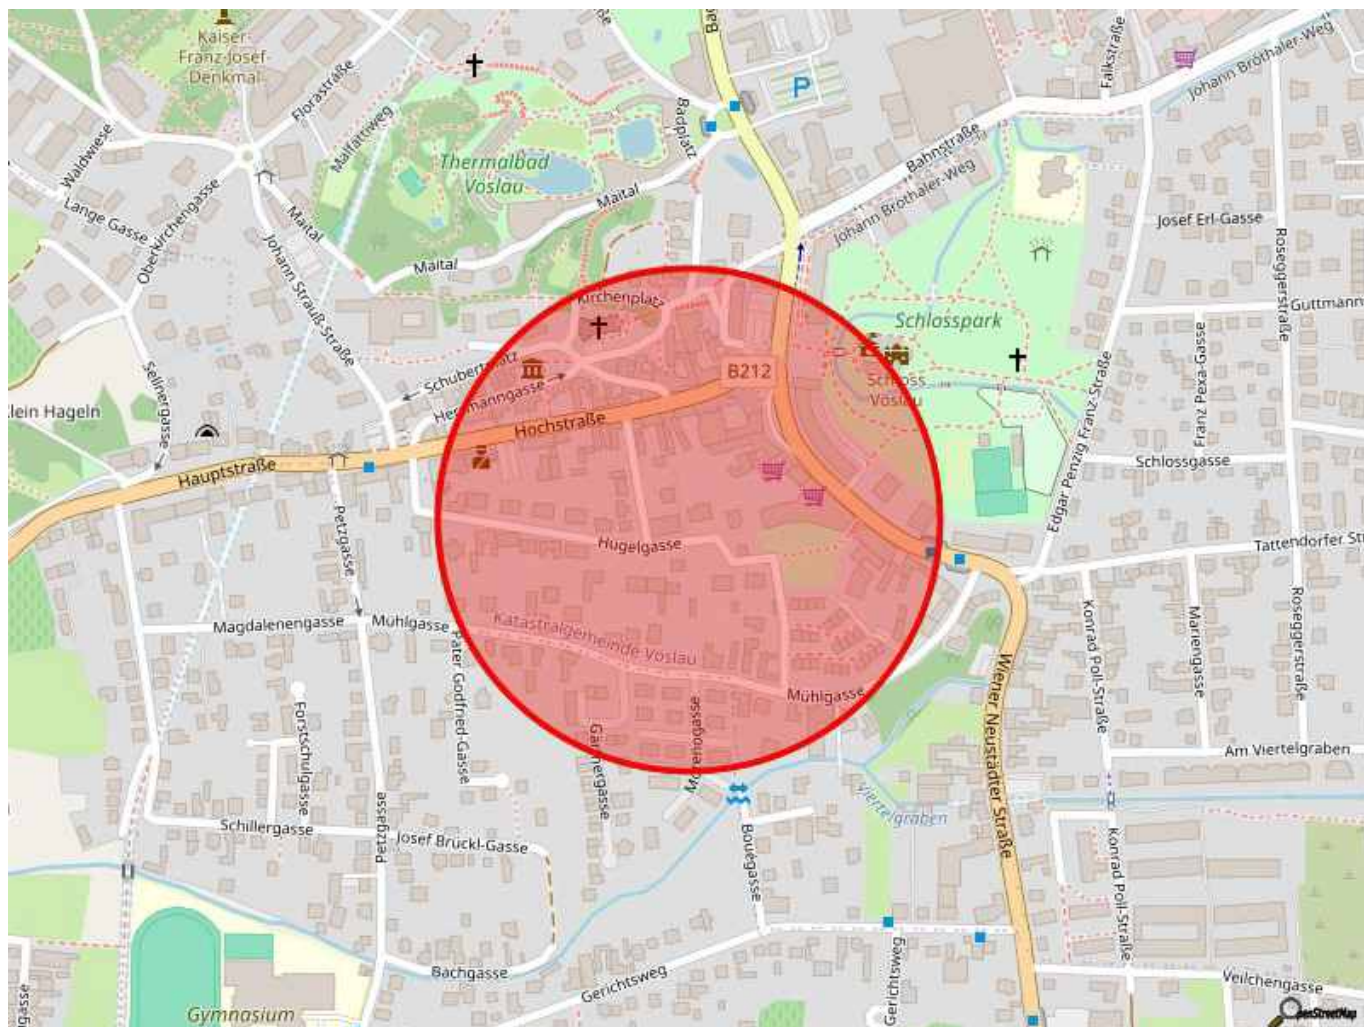 Kaiser-
Franz-Josef-
Denkmal
Florastraße
Malfattiweg
Waldwiese
Lange Gasse
Oberkirchengasse
Maital
Johann Strauß-Straße
Thermalbad
Vöslau
Maital
Maital
Badplatz
P
Bahnstraße
Johann Brothaler-Weg
Johann Brothaler-Weg
Falkstraße
Josef Erl-Gasse
Roseggerstraße
Guttmann
Franz Pexa-Gasse
Schlosspark
Schloss
Vöslau
Edgar Penzig Franz-Straße
Schlossgasse
Tattendorfer St
Kirchenplatz
Schubertplatz
Herrmanngasse
B212
Hochstraße
Hauptstraße
Sellnergasse
Klein Hageln
Petzgasse
Hügelgasse
Magdalenengasse
Mühlgasse
Katastralgemeinde Vöslau
Pater Godfried-Gasse
Mühlgasse
Gärtnergasse
Forstschulgasse
Schillergasse
Josef Brückl-Gasse
Petzgasse
Bouégasse
Viertelgraben
Wiener Neustädter Straße
Konrad Poll-Straße
Mariengasse
Roseggerstraße
Am Viertelgraben
Konrad Poll-Straße
Bachgasse
Gerichtsweg
Gerichtsweg
Veilchengasse
Gymnasium
OpenStreetMap